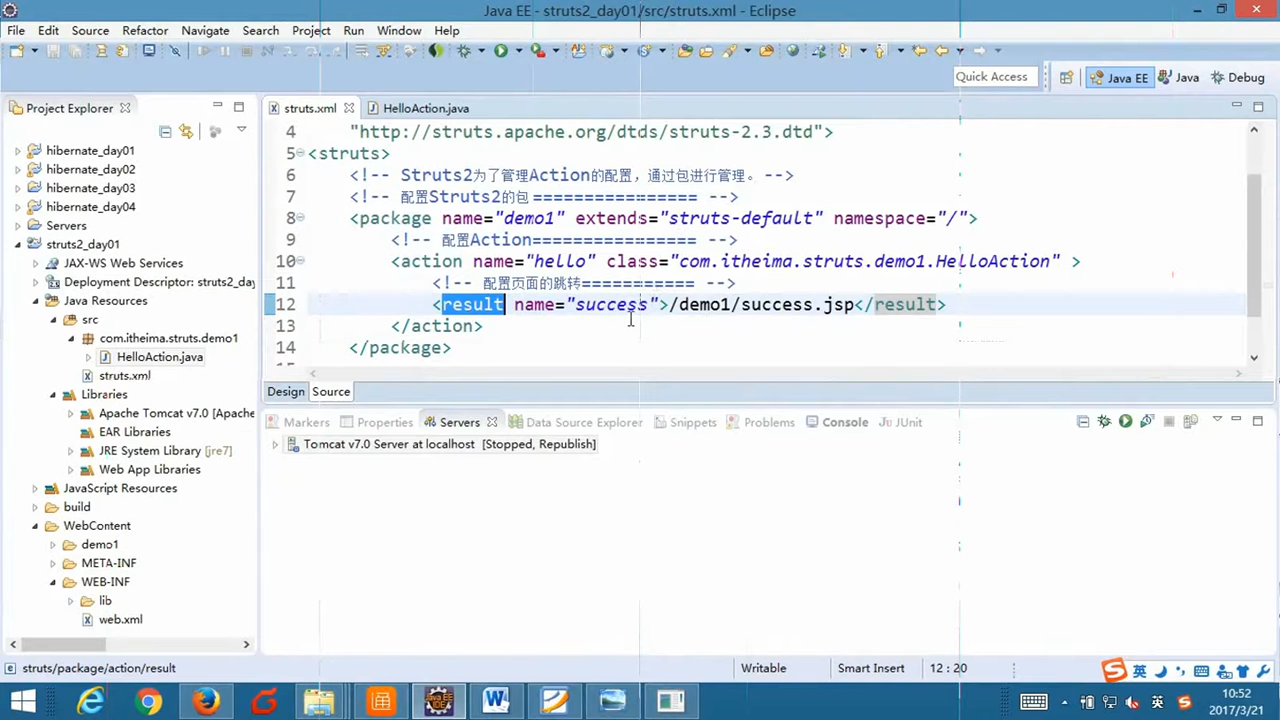 Java EE - struts2_day01/src/struts.xml - Eclipse
File Edit Source Refactor Navigate Search Project Run Window Help
Quick Access Java EE Java Debug
Project Explorer
hibernate_day01
hibernate_day02
hibernate_day03
hibernate_day04
Servers
struts2_day01
JAX-WS Web Services
Deployment Descriptor: struts2_
Java Resources
src
com.itheima.struts.demo1
HelloAction.java
struts.xml
Libraries
Apache Tomcat v7.0 [Apache
EAR Libraries
JRE System Library [jre7]
Web App Libraries
JavaScript Resources
build
WebContent
demo1
META-INF
WEB-INF
lib
web.xml
struts.xml HelloAction.java
4 "http://struts.apache.org/dtds/struts-2.3.dtd">
5 <struts>
6 <!-- Struts2为了管理Action的配置，通过包进行管理。 -->
7 <!-- 配置Struts2的包 ================ -->
8 <package name="demo1" extends="struts-default" namespace="/">
9 <!-- 配置Action================ -->
10 <action name="hello" class="com.itheima.struts.demo1.HelloAction" >
11 <!-- 配置页面的跳转=========== -->
12 <result name="success">/demo1/success.jsp</result>
13 </action>
14 </package>
Design Source
Markers Properties Servers Data Source Explorer Snippets Problems Console JUnit
Tomcat v7.0 Server at localhost [Stopped, Republish]
struts/package/action/result Writable Smart Insert 12 : 20
英
英
10:52
2017/3/21